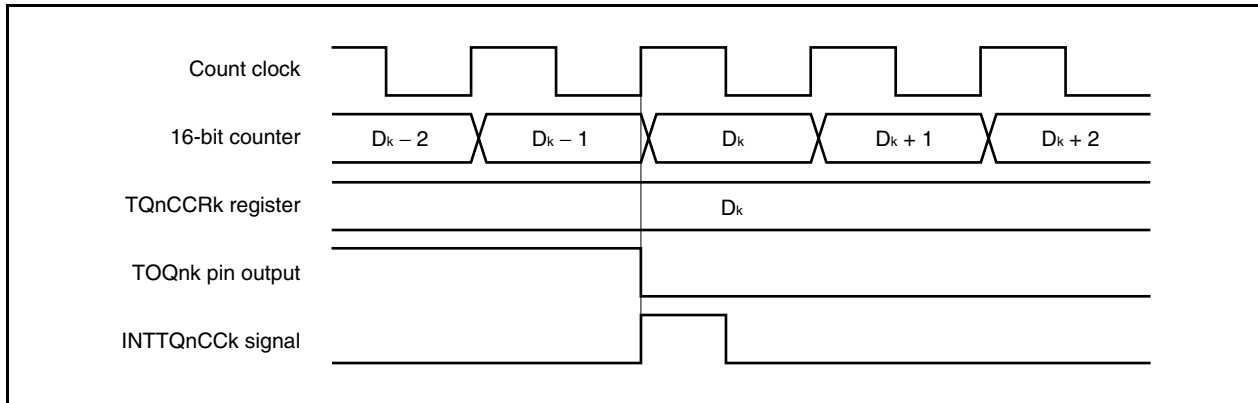 Count clock
16-bit counter
Dk − 2
Dk − 1
Dk
Dk + 1
Dk + 2
TQnCCRk register
Dk
TOQnk pin output
INTTQnCCk signal